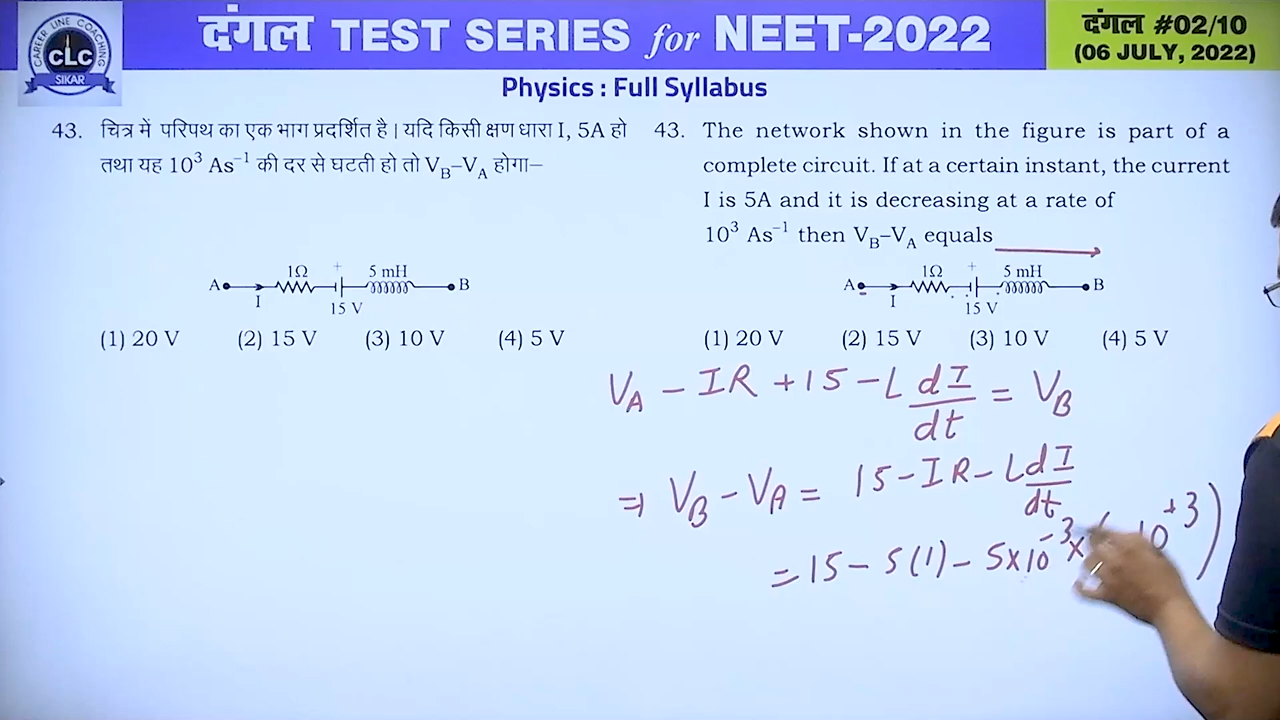 CAREER LINE COACHING
CLC
SIKAR
दंगल TEST SERIES for NEET-2022
दंगल #02/10
(06 JULY, 2022)
Physics : Full Syllabus
43. चित्र में परिपथ का एक भाग प्रदर्शित है। यदि किसी क्षण धारा I, 5A हो
तथा यह 10³ As⁻¹ की दर से घटती हो तो V_B–V_A होगा–
A I 1Ω + 15 V 5 mH B
(1) 20 V (2) 15 V (3) 10 V (4) 5 V
43. The network shown in the figure is part of a
complete circuit. If at a certain instant, the current
I is 5A and it is decreasing at a rate of
10³ As⁻¹ then V_B–V_A equals
A I 1Ω + 15 V 5 mH B
(1) 20 V (2) 15 V (3) 10 V (4) 5 V
V_A - IR + 15 - L dI/dt = V_B
⇒ V_B - V_A = 15 - IR - L dI/dt
= 15 - 5(1) - 5×10⁻³ × ( 10⁺³)